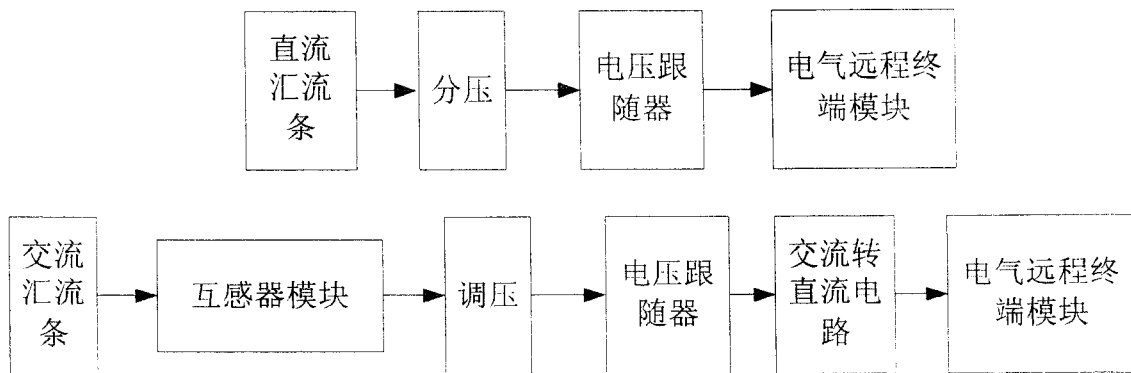 直流
汇流
条
分压
电压跟
随器
电气远程终
端模块
交流
汇流
条
互感器模块
调压
电压跟
随器
交流转
直流电
路
电气远程终
端模块